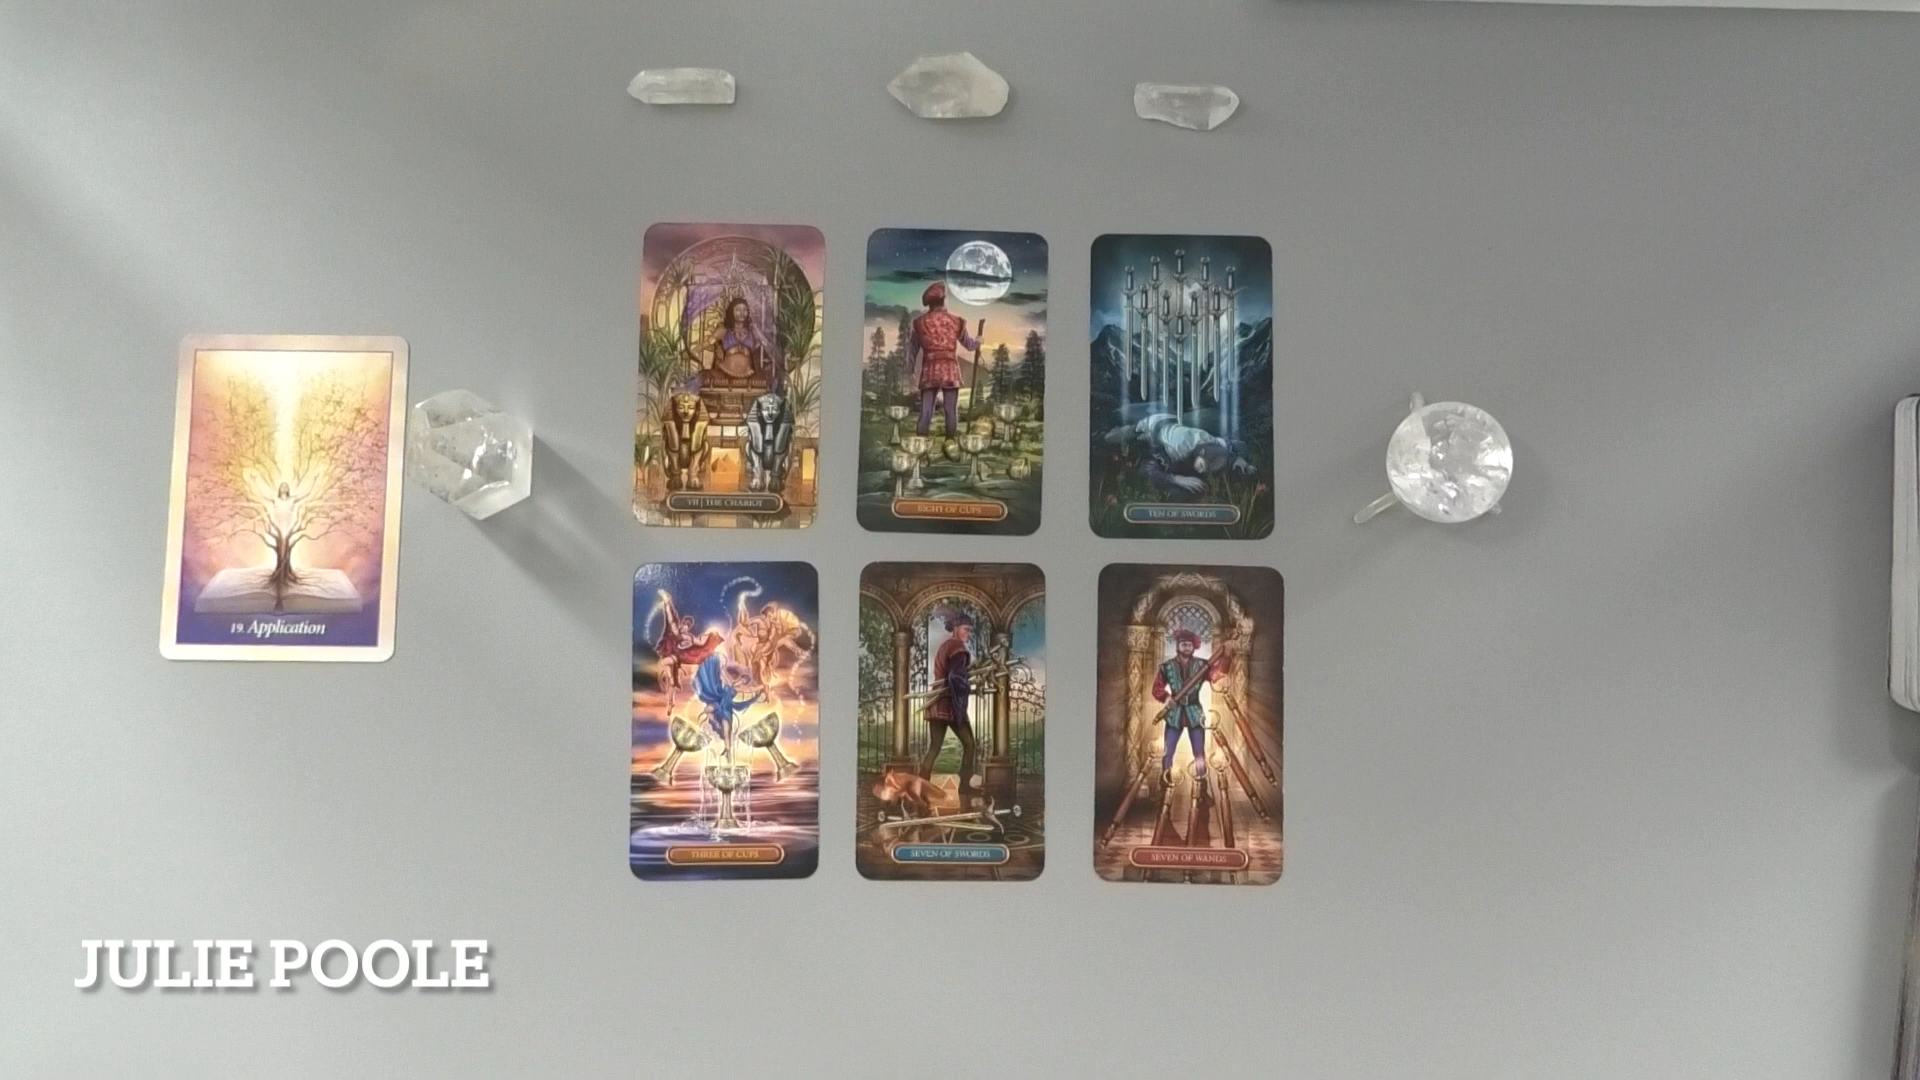 VII | THE CHARIOT
EIGHT OF CUPS
TEN OF SWORDS
19. Application
THREE OF CUPS
SEVEN OF SWORDS
SEVEN OF WANDS
JULIE POOLE